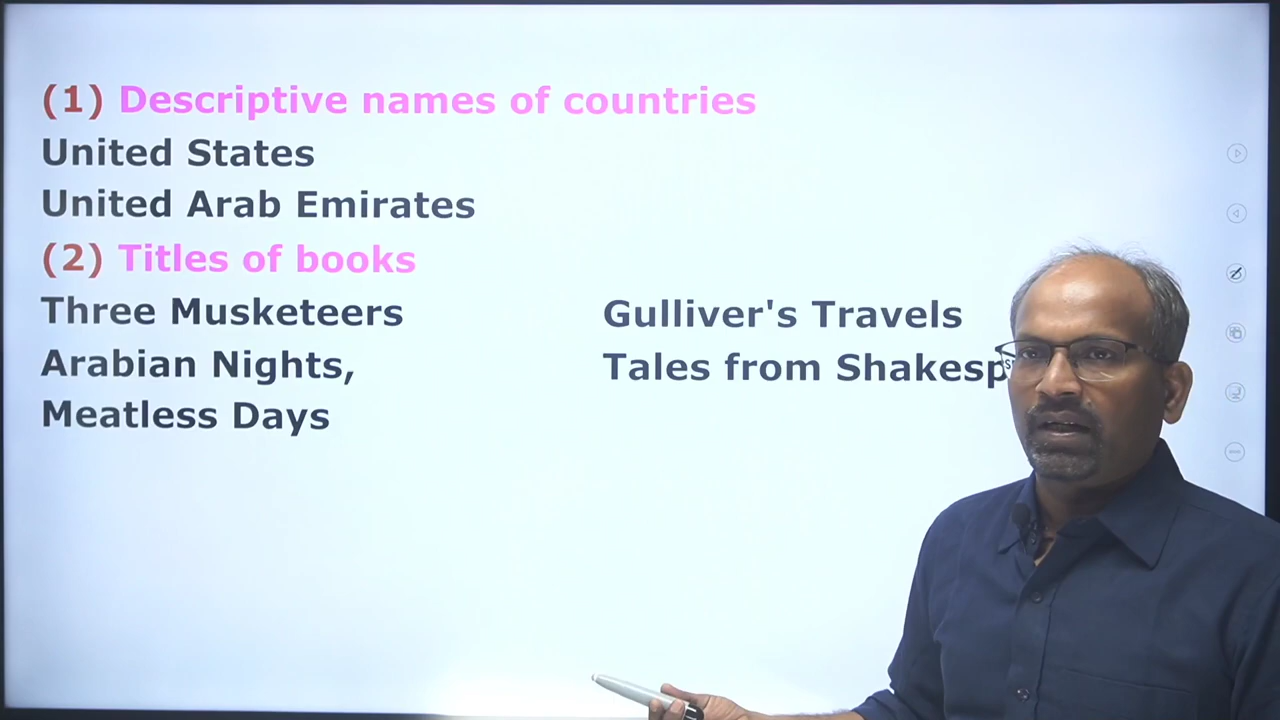 (1) Descriptive names of countries
United States
United Arab Emirates
(2) Titles of books
Three Musketeers
Arabian Nights,
Meatless Days
Gulliver's Travels
Tales from